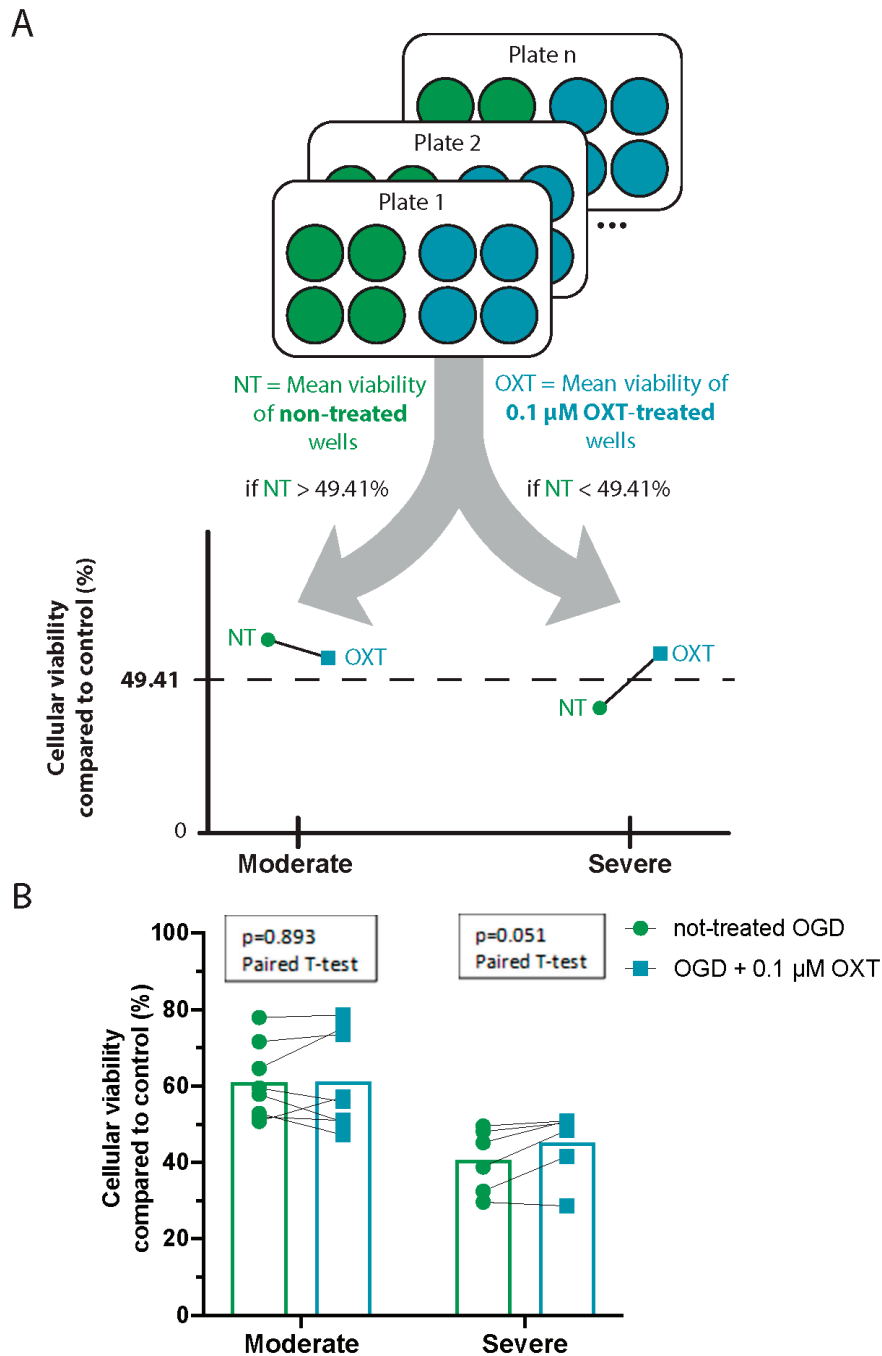 A
Plate n
Plate 2
Plate 1
...
NT = Mean viability
of non-treated
wells
OXT = Mean viability of
0.1 µM OXT-treated
wells
if NT > 49.41%
if NT < 49.41%
Cellular viability
compared to control (%)
NT
OXT
OXT
NT
49.41
0
Moderate
Severe
B
p=0.893
Paired T-test
p=0.051
Paired T-test
not-treated OGD
OGD + 0.1 µM OXT
Cellular viability
compared to control (%)
100
80
60
40
20
0
Moderate
Severe